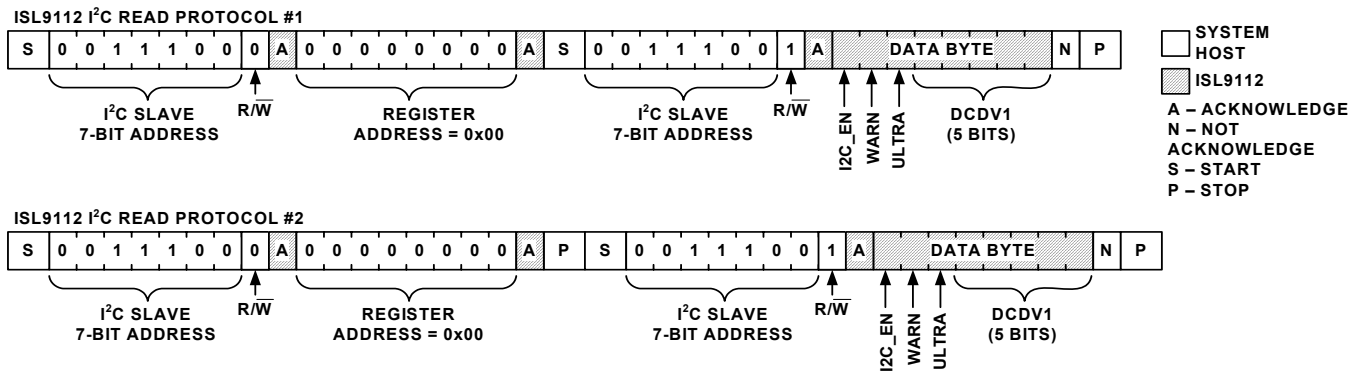 ISL9112 I²C READ PROTOCOL #1
S 0 0 1 1 1 0 0 0 A 0 0 0 0 0 0 0 0 A S 0 0 1 1 1 0 0 1 A DATA BYTE N P
I²C SLAVE
7-BIT ADDRESS
R/W̅
REGISTER
ADDRESS = 0x00
I²C SLAVE
7-BIT ADDRESS
R/W̅
I2C_EN
WARN
ULTRA
DCDV1
(5 BITS)
SYSTEM
HOST
ISL9112
A – ACKNOWLEDGE
N – NOT
ACKNOWLEDGE
S – START
P – STOP
ISL9112 I²C READ PROTOCOL #2
S 0 0 1 1 1 0 0 0 A 0 0 0 0 0 0 0 0 A P S 0 0 1 1 1 0 0 1 A DATA BYTE N P
I²C SLAVE
7-BIT ADDRESS
R/W̅
REGISTER
ADDRESS = 0x00
I²C SLAVE
7-BIT ADDRESS
R/W̅
I2C_EN
WARN
ULTRA
DCDV1
(5 BITS)